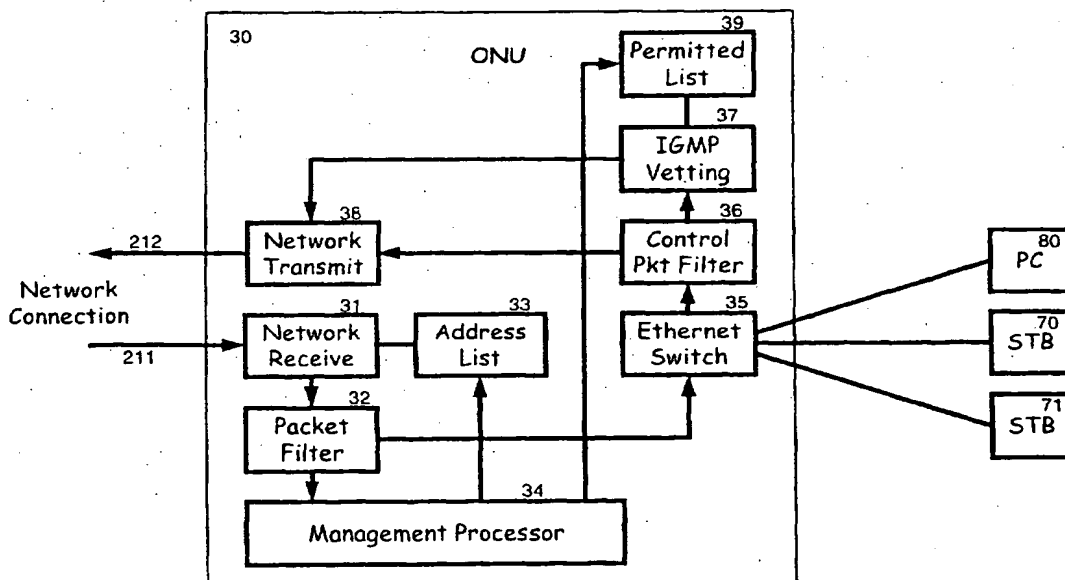 30
ONU
39
Permitted
List
37
IGMP
Vetting
36
Control
Pkt Filter
38
Network
Transmit
212
Network
Connection
211
31
Network
Receive
33
Address
List
35
Ethernet
Switch
80
PC
70
STB
71
STB
32
Packet
Filter
34
Management Processor